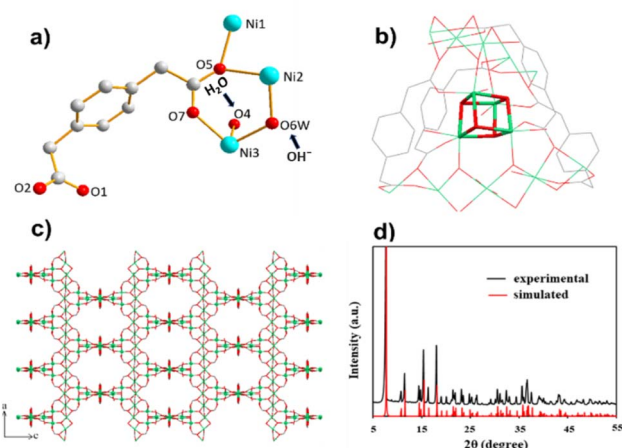 a)
Ni1
O5
H₂O
Ni2
O7
O4
O6W
Ni3
OH⁻
O2
O1
b)
c)
a
c
d)
Intensity (a.u.)
experimental
simulated
5 15 25 35 45 55
2θ (degree)